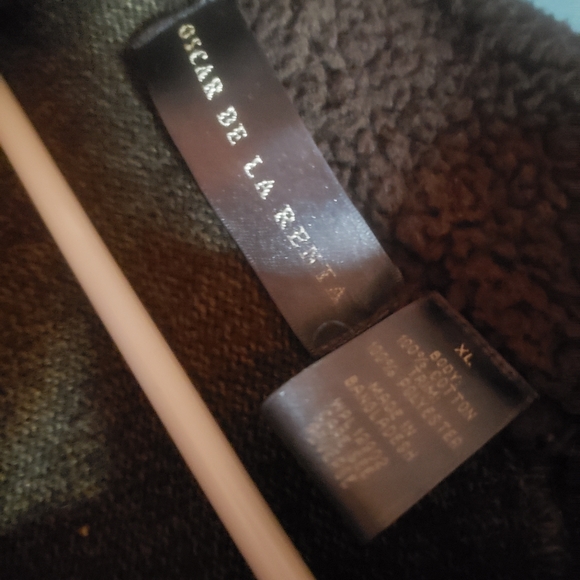 OSCAR DE LA RENTA
XL
BODY:
100% COTTON
TRIM
100% POLYESTER
MADE IN
BANGLADESH